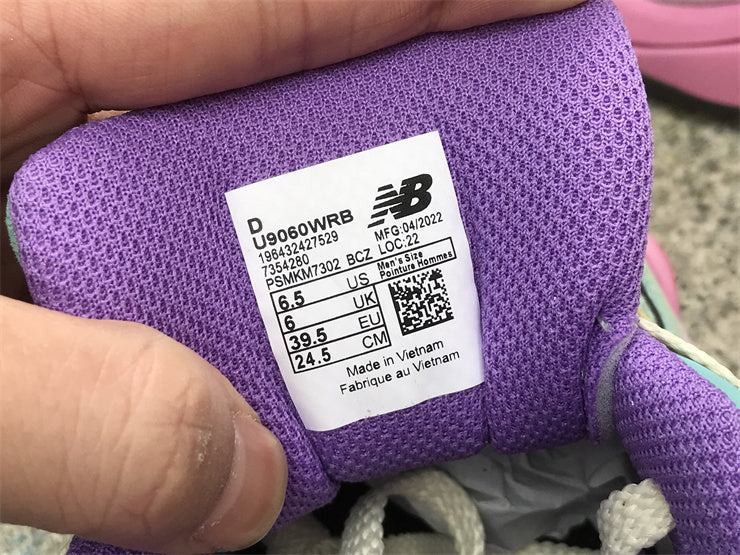 D
U9060WRB
NB
196432427529
MFG:04/2022
7354280
LOC:22
PSMKM7302 BCZ
Men's Size
Pointure Hommes
6.5 US
6 UK
39.5 EU
24.5 CM
Made in Vietnam
Fabrique au Vietnam